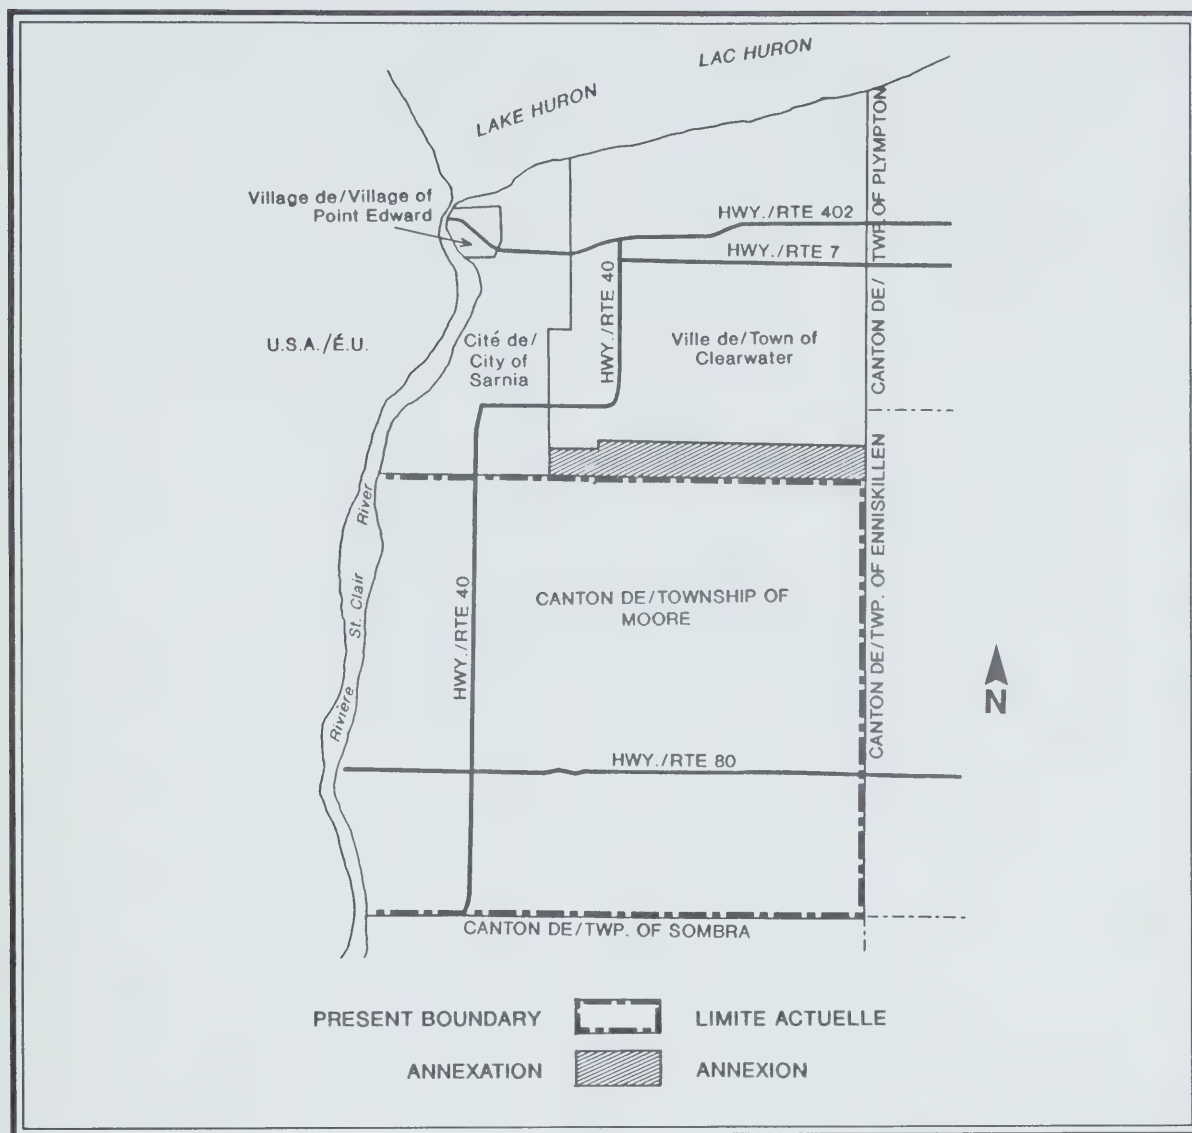 LAC HURON
LAKE HURON
Village de/Village of
Point Edward
HWY./RTE 402
HWY./RTE 7
HWY./RTE 40
CANTON DE/ TWP. OF PLYMPTON
U.S.A./É.U.
Cité de/
City of
Sarnia
Ville de/Town of
Clearwater
CANTON DE/TWP. OF ENNISKILLEN
Rivière St. Clair River
HWY./RTE 40
CANTON DE/TOWNSHIP OF
MOORE
N
HWY./RTE 80
CANTON DE/TWP. OF SOMBRA
PRESENT BOUNDARY LIMITE ACTUELLE
ANNEXATION ANNEXION